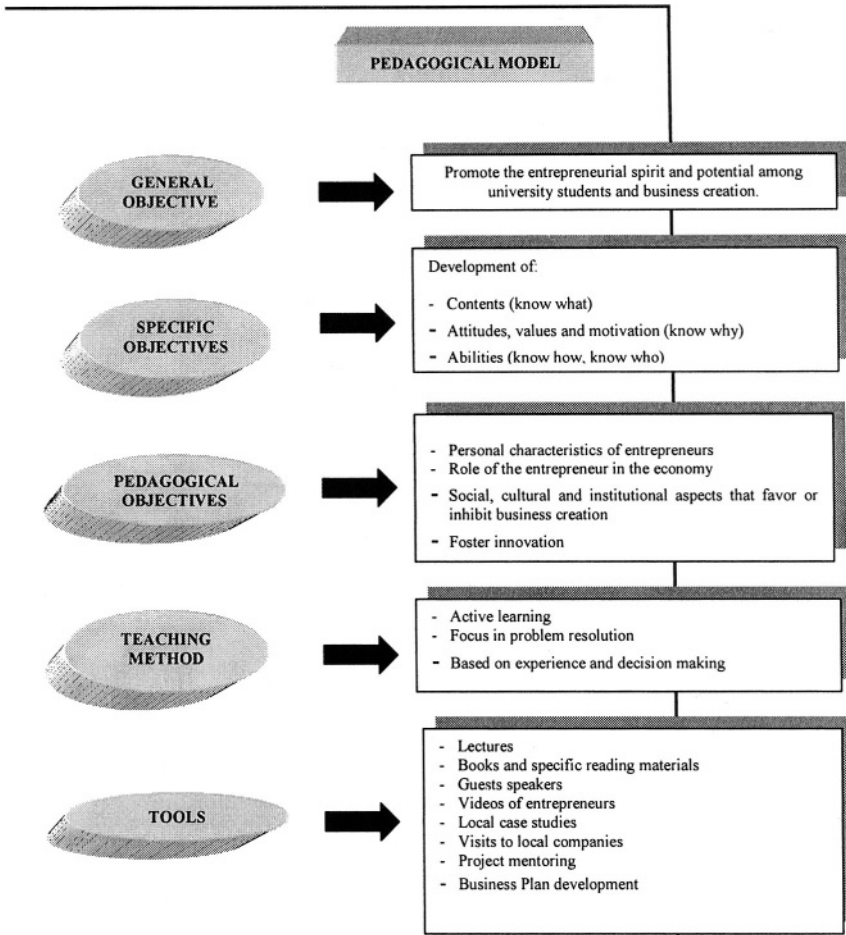 PEDAGOGICAL MODEL
GENERAL
OBJECTIVE
Promote the entrepreneurial spirit and potential among
university students and business creation.
SPECIFIC
OBJECTIVES
Development of:
- Contents (know what)
- Attitudes, values and motivation (know why)
- Abilities (know how, know who)
PEDAGOGICAL
OBJECTIVES
- Personal characteristics of entrepreneurs
- Role of the entrepreneur in the economy
- Social, cultural and institutional aspects that favor or
inhibit business creation
- Foster innovation
TEACHING
METHOD
- Active learning
- Focus in problem resolution
- Based on experience and decision making
TOOLS
- Lectures
- Books and specific reading materials
- Guests speakers
- Videos of entrepreneurs
- Local case studies
- Visits to local companies
- Project mentoring
- Business Plan development